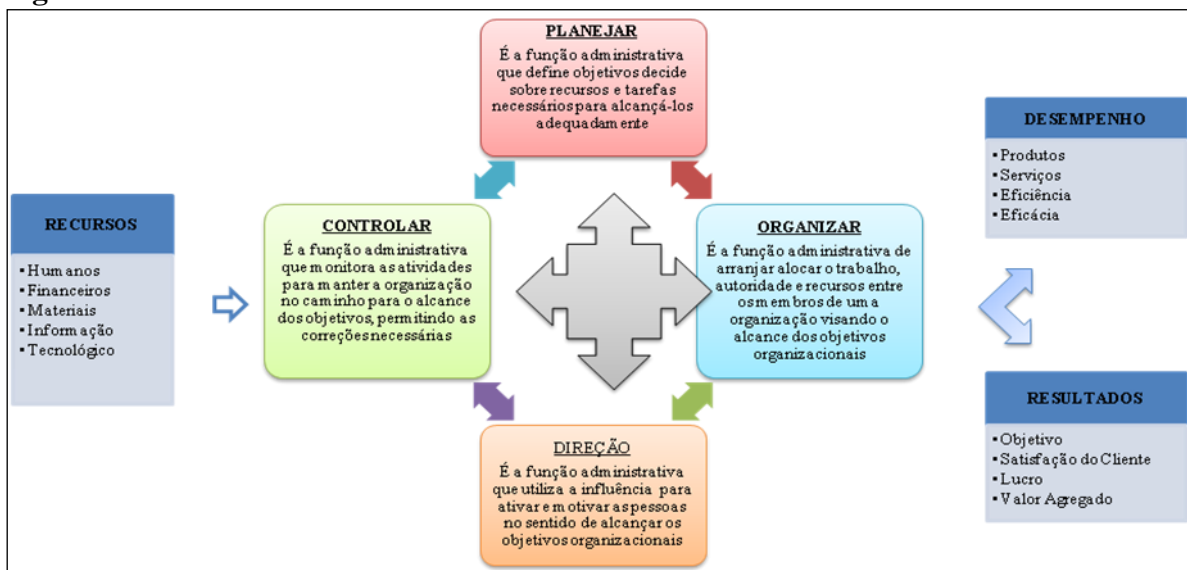 PLANEJAR
É a função administrativa
que define objetivos decide
sobre recursos e tarefas
necessários para alcançá-los
adequadamente
RECURSOS
▪Humanos
▪Financeiros
▪Materiais
▪Informação
▪Tecnológico
CONTROLAR
É a função administrativa
que monitora as atividades
para manter a organização
no caminho para o alcance
dos objetivos, permitindo as
correções necessárias
ORGANIZAR
É a função administrativa de
arranjar alocar o trabalho,
autoridade e recursos entre
os membros de uma
organização visando o
alcance dos objetivos
organizacionais
DIREÇÃO
É a função administrativa
que utiliza a influência para
ativar e motivar as pessoas
no sentido de alcançar os
objetivos organizacionais
DESEMPENHO
▪Produtos
▪Serviços
▪Eficiência
▪Eficácia
RESULTADOS
▪Objetivo
▪Satisfação do Cliente
▪Lucro
▪Valor Agregado